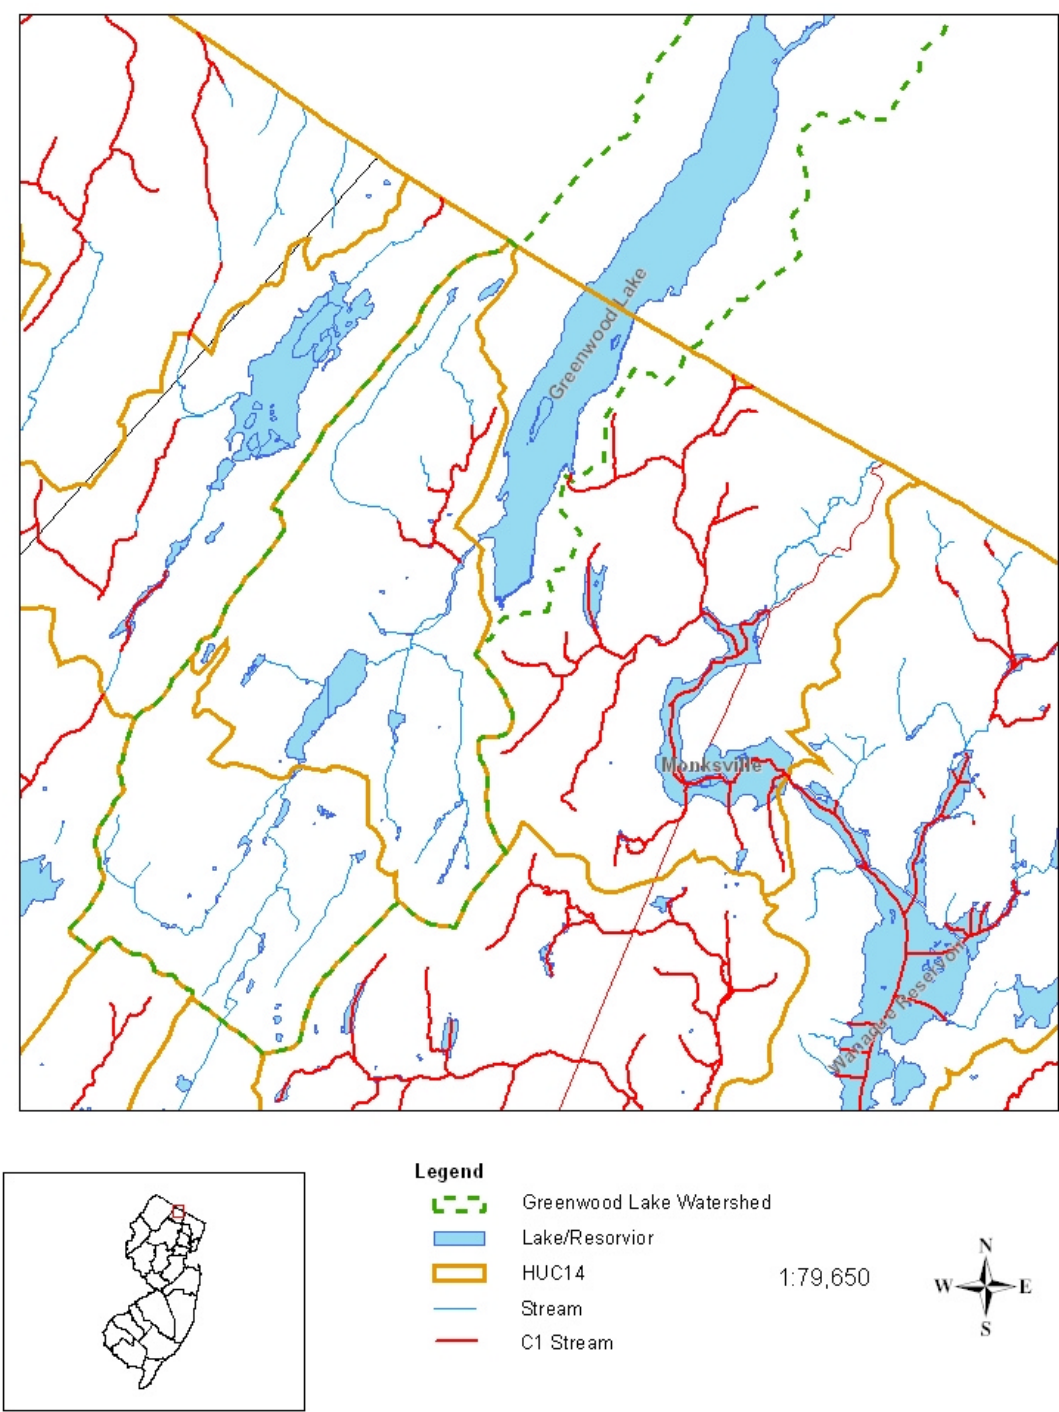 Greenwood Lake
Monksville
Wanaque Reservoir
Legend
Greenwood Lake Watershed
Lake/Resorvior
HUC14
Stream
C1 Stream
1:79,650
N
W
E
S